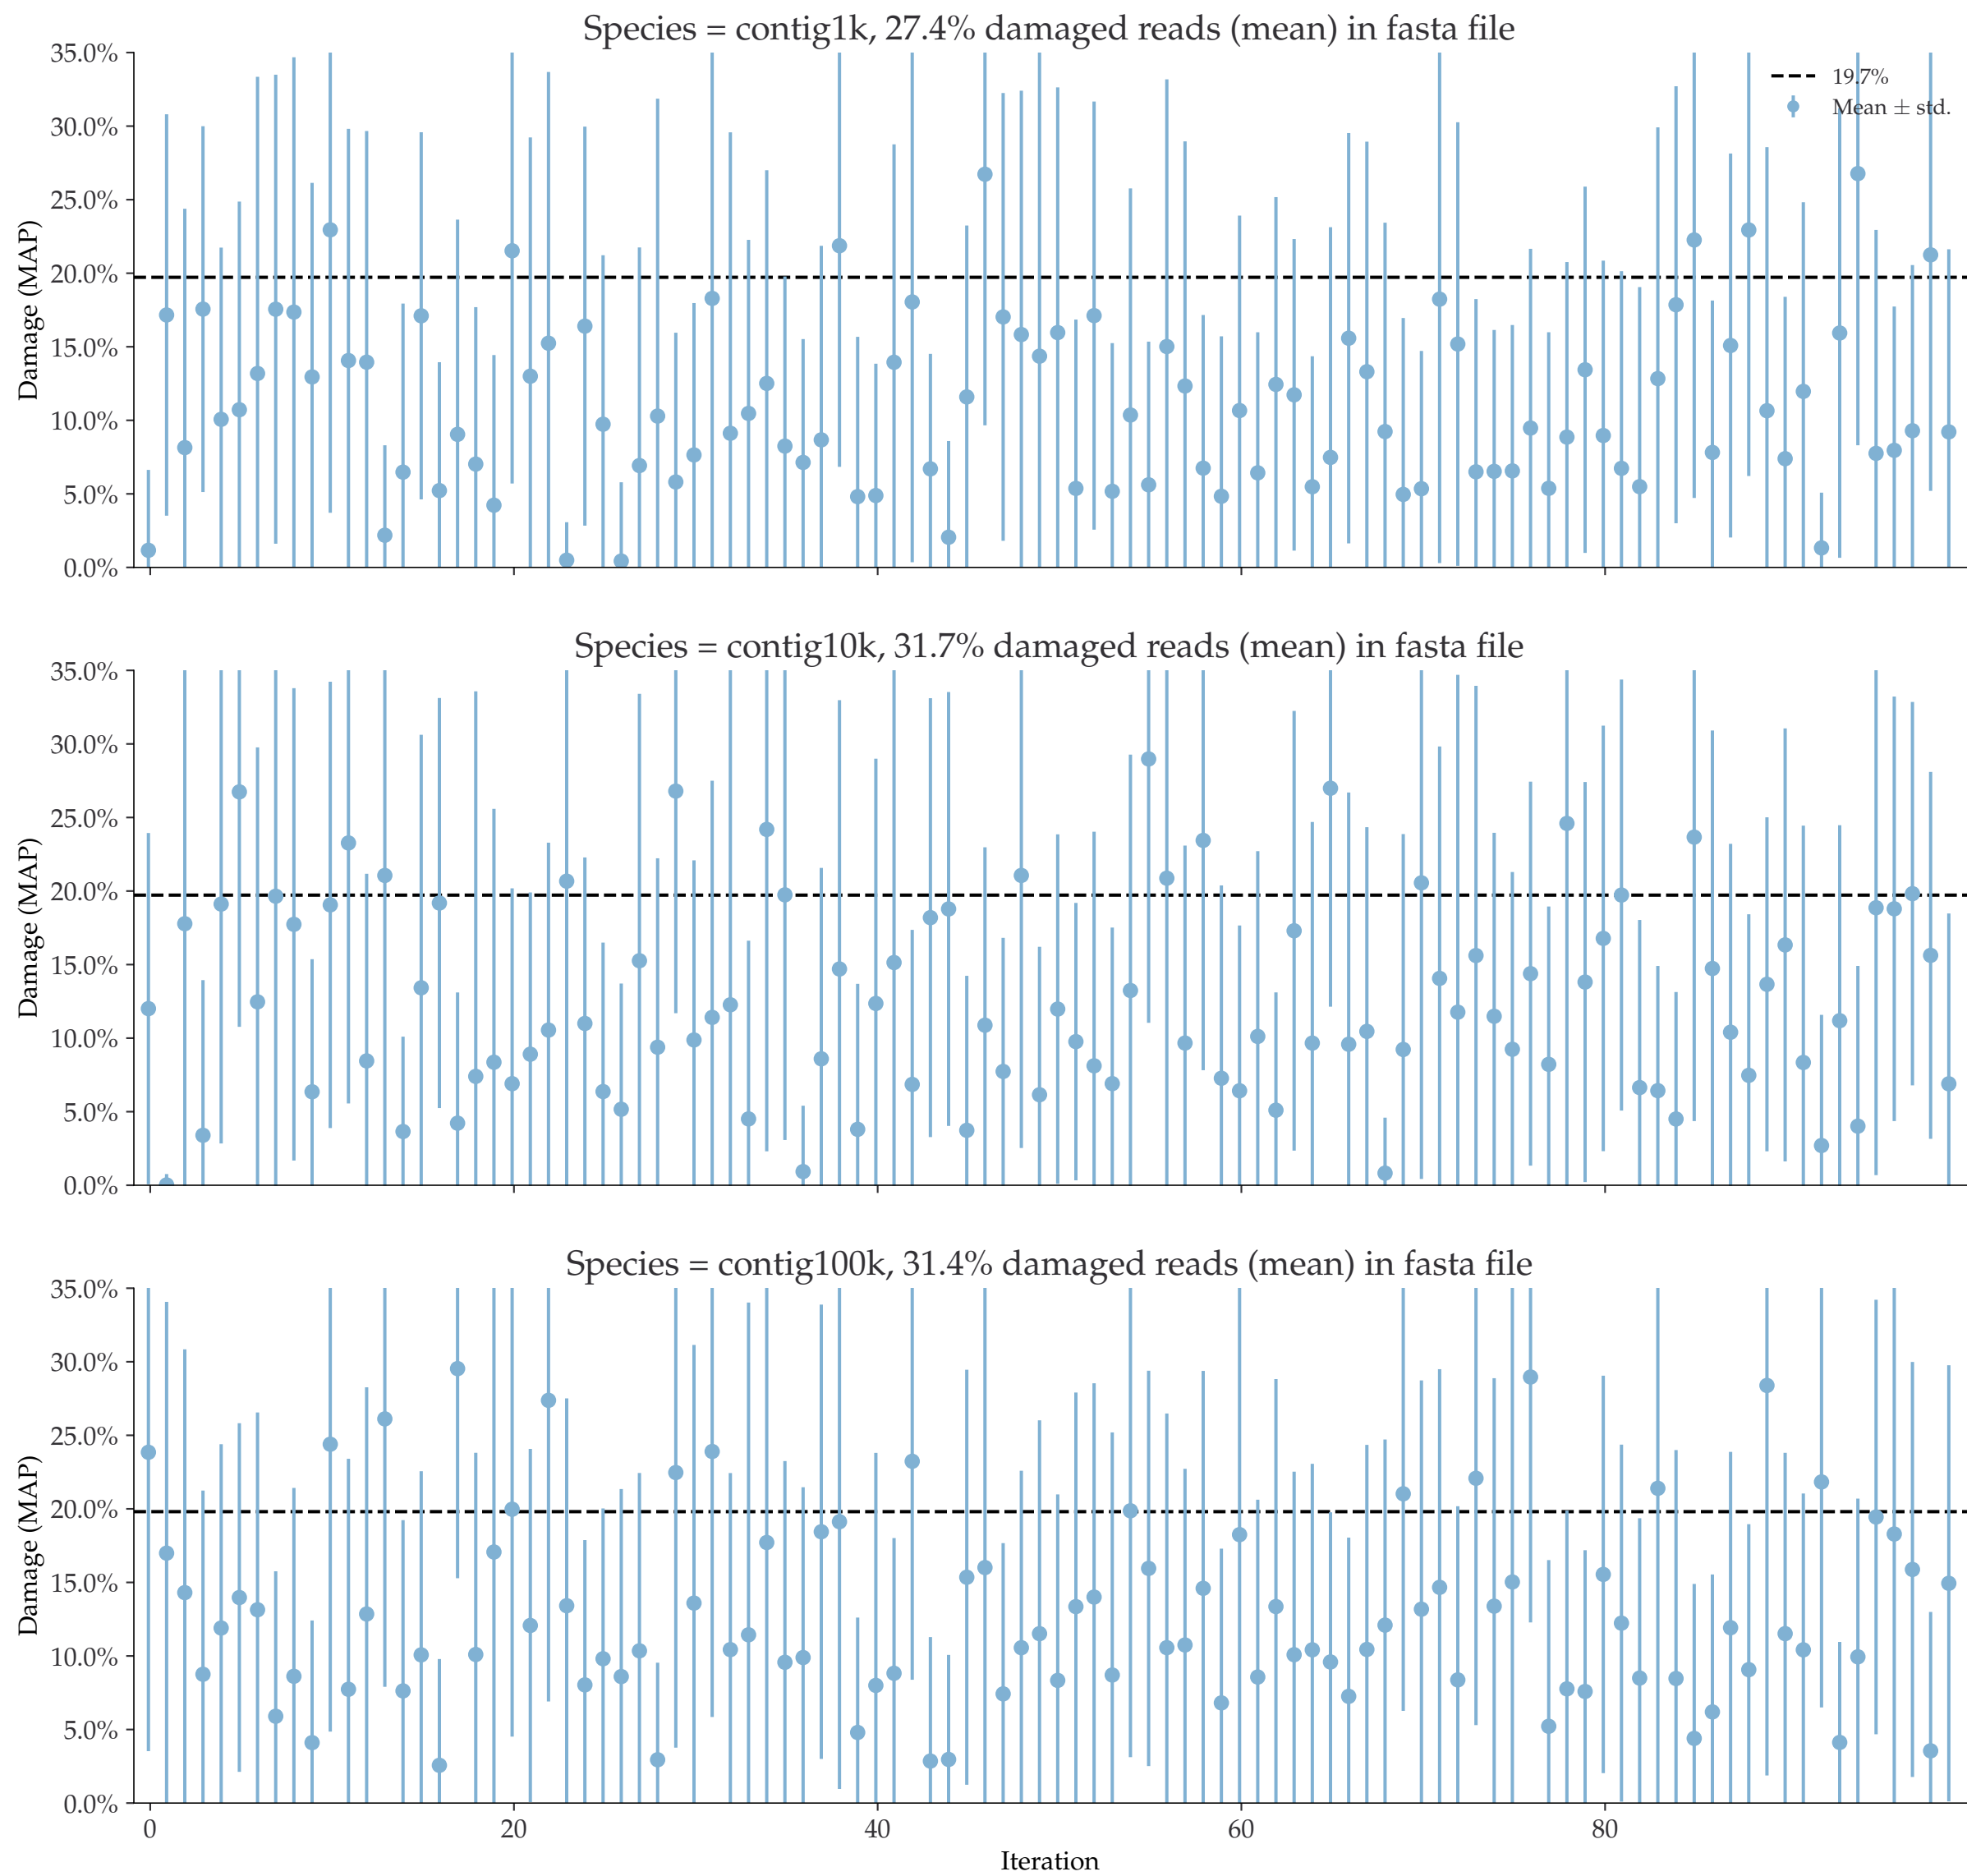 Species = contig1k, 27.4% damaged reads (mean) in fasta file
35.0%
30.0%
25.0%
20.0%
15.0%
10.0%
5.0%
0.0%
Damage (MAP)
19.7%
Mean ± std.
Species = contig10k, 31.7% damaged reads (mean) in fasta file
35.0%
30.0%
25.0%
20.0%
15.0%
10.0%
5.0%
0.0%
Damage (MAP)
Species = contig100k, 31.4% damaged reads (mean) in fasta file
35.0%
30.0%
25.0%
20.0%
15.0%
10.0%
5.0%
0.0%
Damage (MAP)
0 20 40 60 80
Iteration